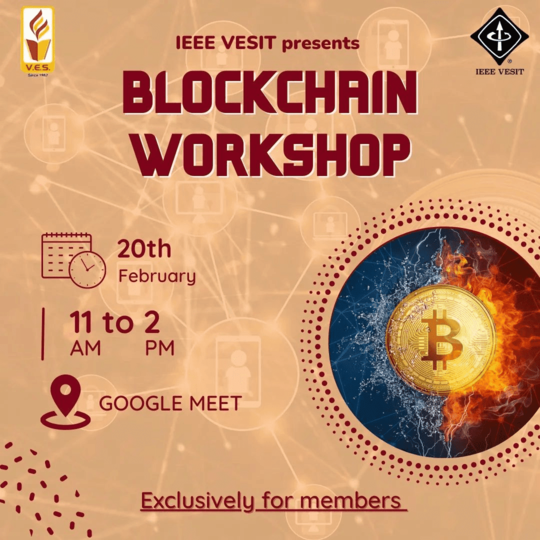 V.E.S.
Since 1962
IEEE VESIT presents
IEEE VESIT
BLOCKCHAIN
WORKSHOP
20th
February
11 to 2
AM PM
GOOGLE MEET
Exclusively for members